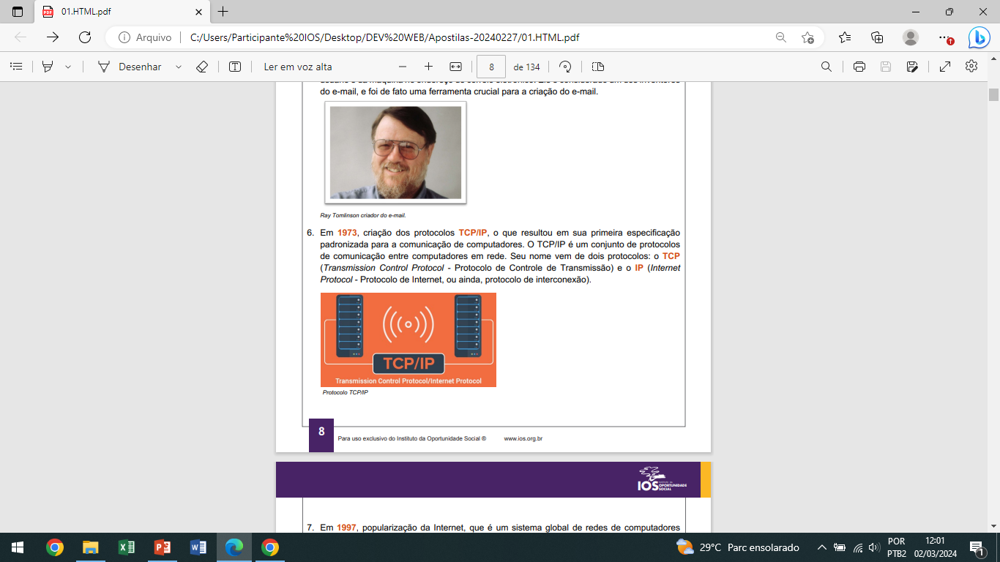 01.HTML.pdf
Arquivo
C:/Users/Participante%20IOS/Desktop/DEV%20WEB/Apostilas-20240227/01.HTML.pdf
Desenhar
Ler em voz alta
8
de 134
do e-mail, e foi de fato uma ferramenta crucial para a criação do e-mail.
Ray Tomlinson criador do e-mail.
6. Em 1973, criação dos protocolos TCP/IP, o que resultou em sua primeira especificação
padronizada para a comunicação de computadores. O TCP/IP é um conjunto de protocolos
de comunicação entre computadores em rede. Seu nome vem de dois protocolos: o TCP
(Transmission Control Protocol - Protocolo de Controle de Transmissão) e o IP (Internet
Protocol - Protocolo de Internet, ou ainda, protocolo de interconexão).
TCP/IP
Transmission Control Protocol/Internet Protocol
Protocolo TCP/IP
8
Para uso exclusivo do Instituto da Oportunidade Social ® www.ios.org.br
IOS INSTITUTO DA
OPORTUNIDADE
SOCIAL
7. Em 1997, popularização da Internet, que é um sistema global de redes de computadores
29°C Parc ensolarado
POR
PTB2
12:01
02/03/2024
1